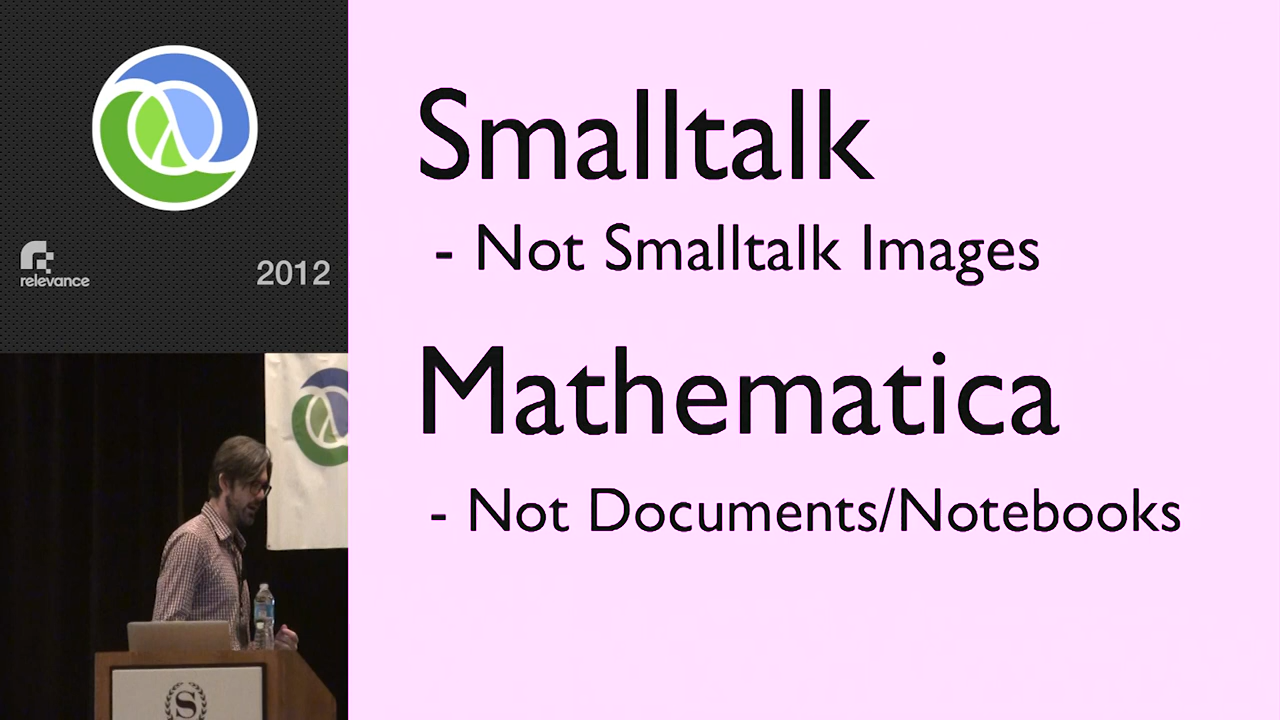 relevance
2012
Smalltalk
- Not Smalltalk Images
Mathematica
- Not Documents/Notebooks
S